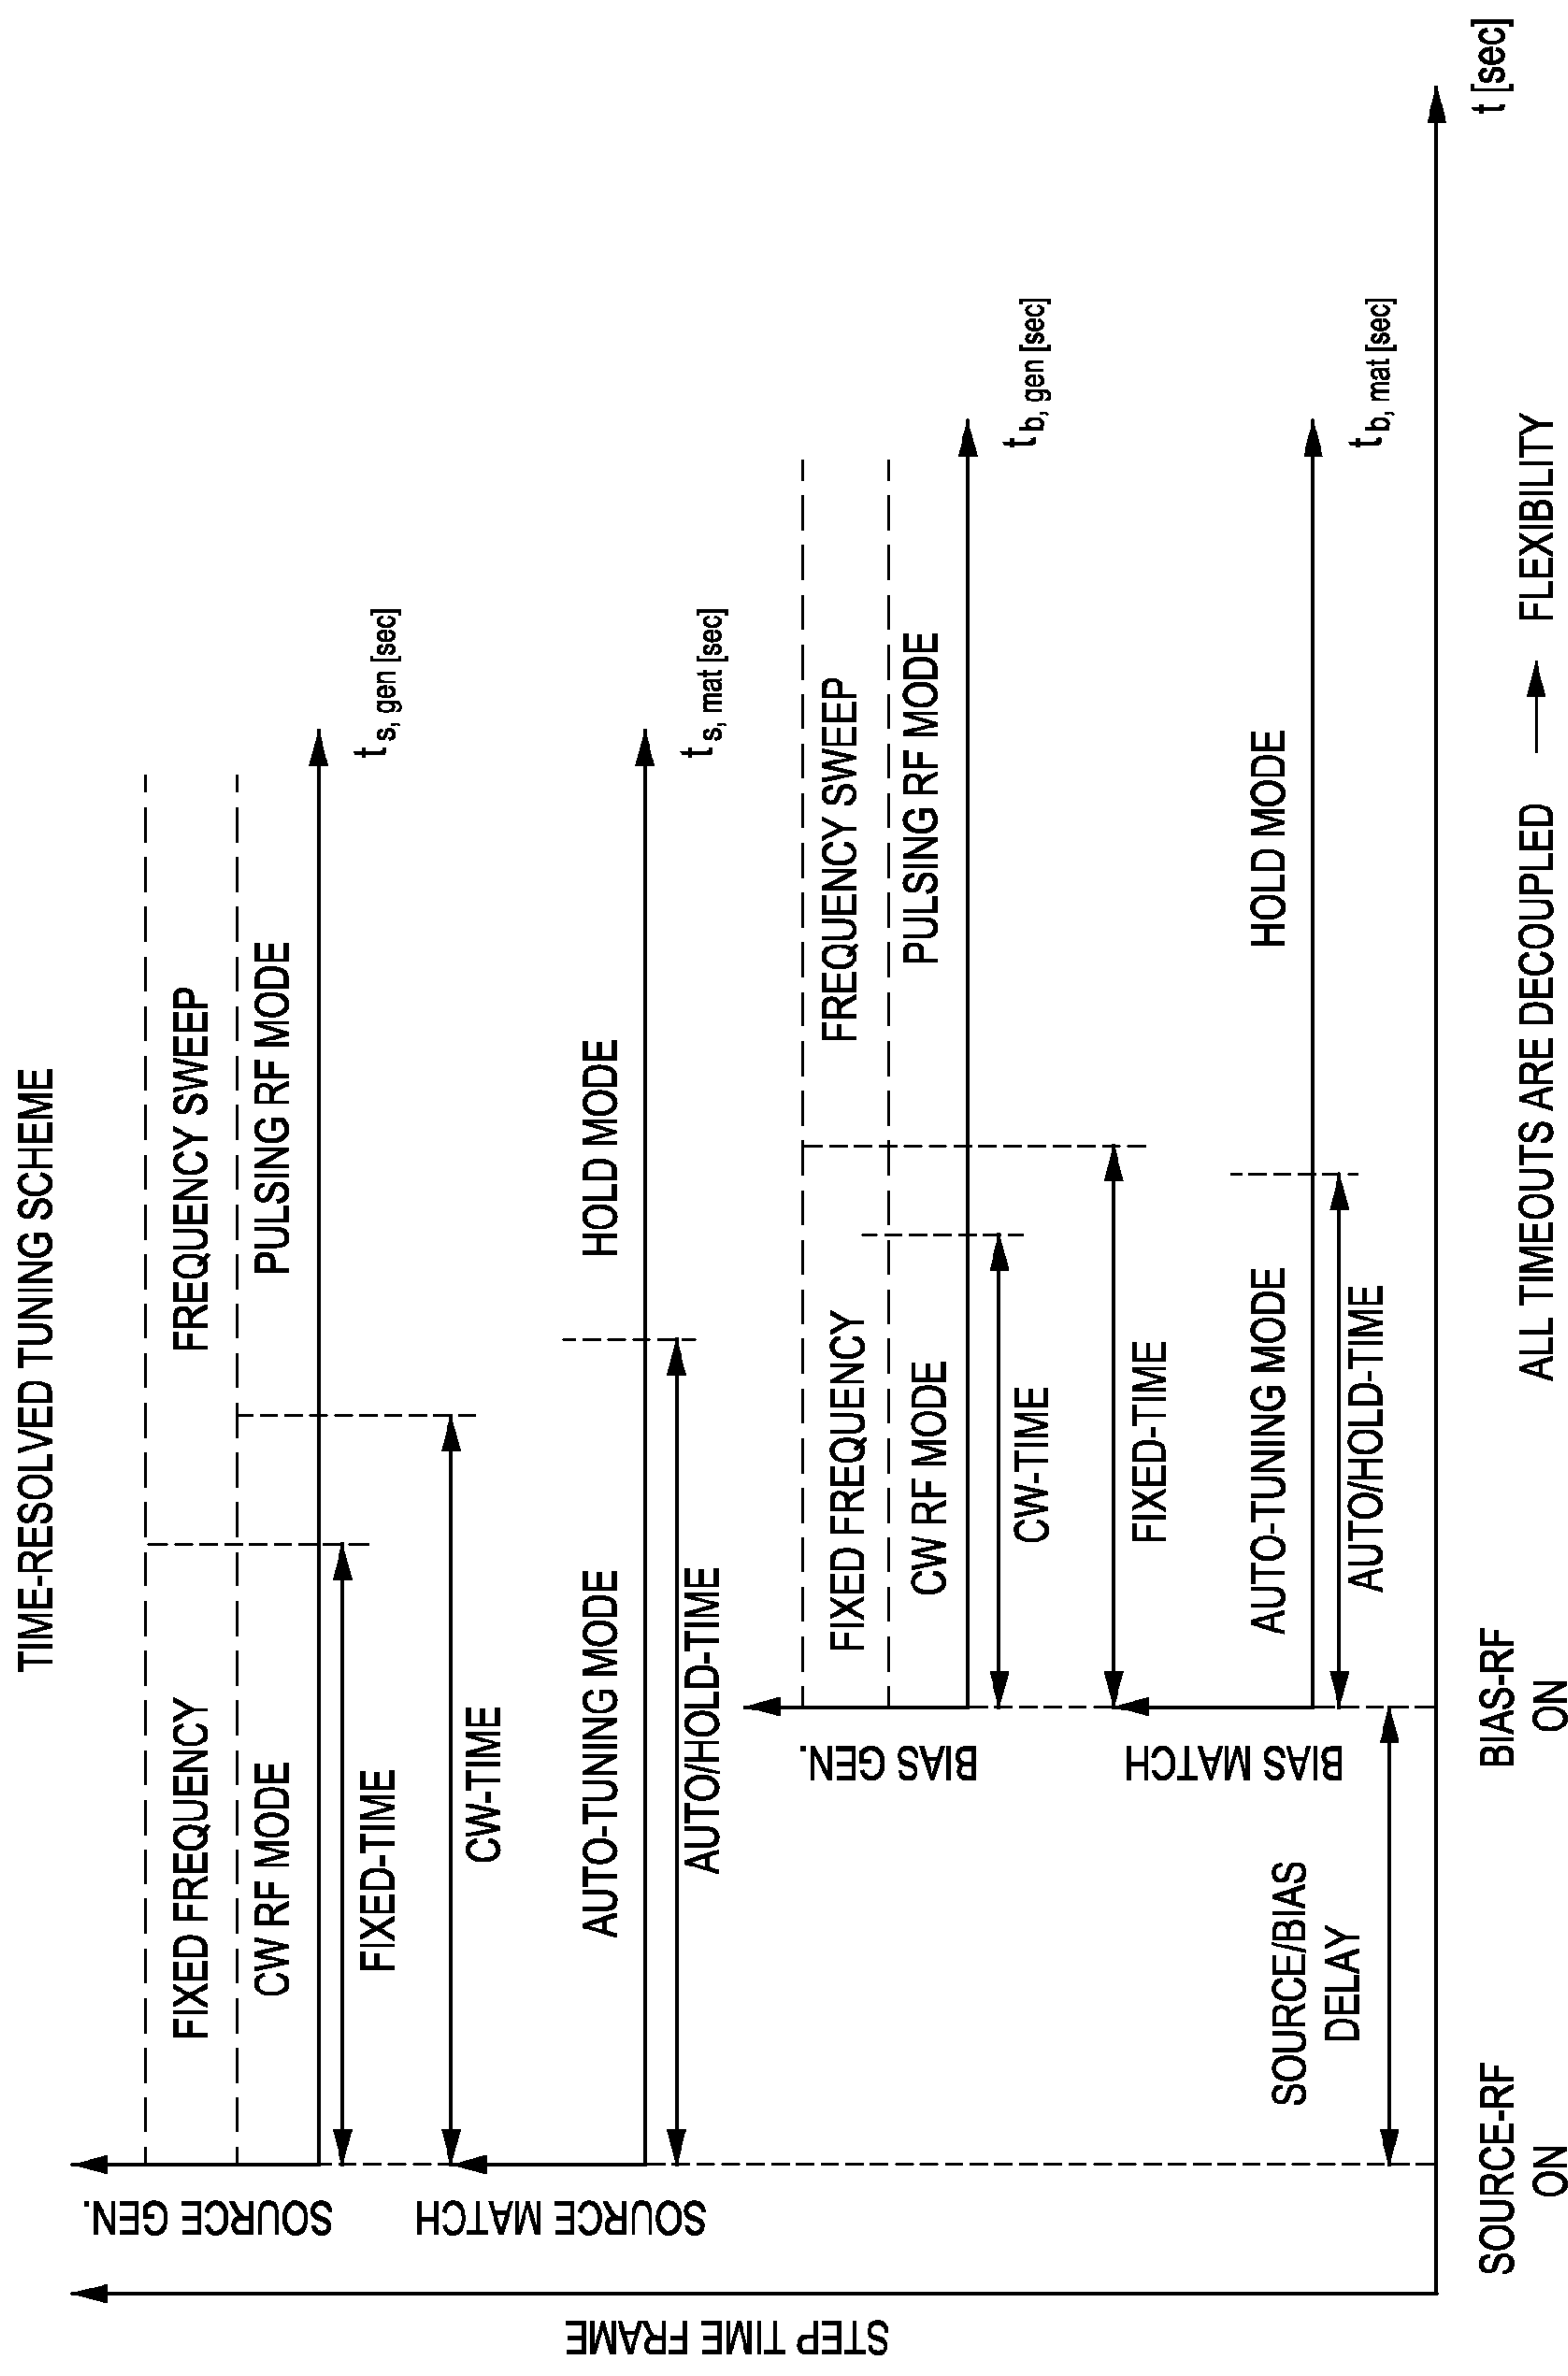 TIME-RESOLVED TUNING SCHEME
STEP TIME FRAME
SOURCE GEN.
FIXED FREQUENCY
FREQUENCY SWEEP
CW RF MODE
PULSING RF MODE
t s, gen [sec]
FIXED-TIME
CW-TIME
SOURCE MATCH
AUTO-TUNING MODE
HOLD MODE
t s, mat [sec]
AUTO/HOLD-TIME
BIAS GEN.
FIXED FREQUENCY
FREQUENCY SWEEP
CW RF MODE
PULSING RF MODE
t b, gen [sec]
CW-TIME
FIXED-TIME
BIAS MATCH
AUTO-TUNING MODE
HOLD MODE
t b, mat [sec]
AUTO/HOLD-TIME
SOURCE/BIAS
DELAY
t [sec]
SOURCE-RF
ON
BIAS-RF
ON
ALL TIMEOUTS ARE DECOUPLED → FLEXIBILITY